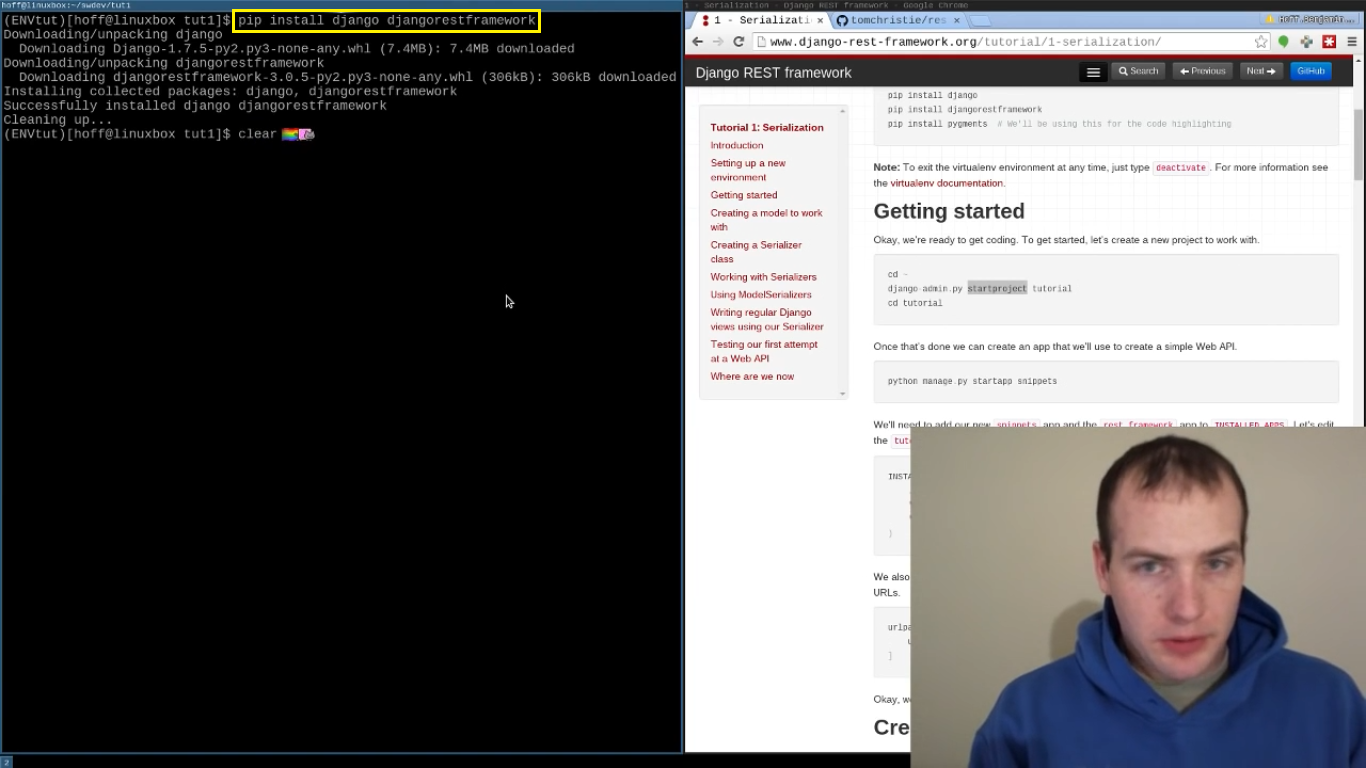 hoff@linuxbox:~/swdev/tut1
(ENVtut)[hoff@linuxbox tut1]$ pip install django djangorestframework
Downloading/unpacking django
Downloading Django-1.7.5-py2.py3-none-any.whl (7.4MB): 7.4MB downloaded
Downloading/unpacking djangorestframework
Downloading djangorestframework-3.0.5-py2.py3-none-any.whl (306kB): 306kB downloaded
Installing collected packages: django, djangorestframework
Successfully installed django djangorestframework
Cleaning up...
(ENVtut)[hoff@linuxbox tut1]$ clear
2
1 - Serialization - Django REST framework - Google Chrome
1 - Serializati
tomchristie/res
www.django-rest-framework.org/tutorial/1-serialization/
Django REST framework
Search
Previous
Next
GitHub
Tutorial 1: Serialization
Introduction
Setting up a new
environment
Getting started
Creating a model to work
with
Creating a Serializer
class
Working with Serializers
Using ModelSerializers
Writing regular Django
views using our Serializer
Testing our first attempt
at a Web API
Where are we now
pip install django
pip install djangorestframework
pip install pygments # We'll be using this for the code highlighting
Note: To exit the virtualenv environment at any time, just type deactivate. For more information see
the virtualenv documentation.
Getting started
Okay, we're ready to get coding. To get started, let's create a new project to work with.
cd ~
django-admin.py startproject tutorial
cd tutorial
Once that's done we can create an app that we'll use to create a simple Web API.
python manage.py startapp snippets
We'll need to add our new snippets app and the rest_framework app to INSTALLED_APPS. Let's edit
the tuto
INSTA
)
We also
URLs.
urlpa
u
]
Okay, we
Cre